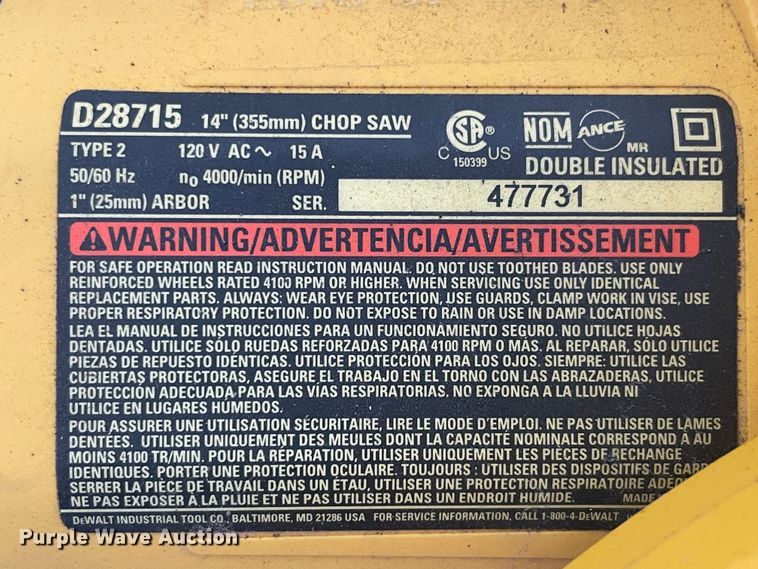 D28715 14" (355mm) CHOP SAW
TYPE 2 120 V AC ~ 15 A
50/60 Hz n₀ 4000/min (RPM)
1" (25mm) ARBOR SER. 477731
SA ®
C 150399 US
NOM ANCE MR
DOUBLE INSULATED
WARNING/ADVERTENCIA/AVERTISSEMENT
FOR SAFE OPERATION READ INSTRUCTION MANUAL. DO NOT USE TOOTHED BLADES. USE ONLY
REINFORCED WHEELS RATED 4100 RPM OR HIGHER. WHEN SERVICING USE ONLY IDENTICAL
REPLACEMENT PARTS. ALWAYS: WEAR EYE PROTECTION, USE GUARDS, CLAMP WORK IN VISE, USE
PROPER RESPIRATORY PROTECTION. DO NOT EXPOSE TO RAIN OR USE IN DAMP LOCATIONS.
LEA EL MANUAL DE INSTRUCCIONES PARA UN FUNCIONAMIENTO SEGURO. NO UTILICE HOJAS
DENTADAS. UTILICE SÓLO RUEDAS REFORZADAS PARA 4100 RPM O MÁS. AL REPARAR, SÓLO UTILICE
PIEZAS DE REPUESTO IDÉNTICAS. UTILICE PROTECCIÓN PARA LOS OJOS. SIEMPRE: UTILICE LAS
CUBIERTAS PROTECTORAS, ASEGURE EL TRABAJO EN EL TORNO CON LAS ABRAZADERAS, UTILICE
PROTECCIÓN ADECUADA PARA LAS VÍAS RESPIRATORIAS. NO EXPONGA A LA LLUVIA NI
UTILICE EN LUGARES HÚMEDOS.
POUR ASSURER UNE UTILISATION SÉCURITAIRE, LIRE LE MODE D'EMPLOI. NE PAS UTILISER DE LAMES
DENTÉES. UTILISER UNIQUEMENT DES MEULES DONT LA CAPACITE NOMINALE CORRESPOND À AU
MOINS 4100 TR/MIN. POUR LA RÉPARATION, UTILISER UNIQUEMENT LES PIÈCES DE RECHANGE
IDENTIQUES. PORTER UNE PROTECTION OCULAIRE. TOUJOURS : UTILISER DES DISPOSITIFS DE GARD
SERRER LA PIÈCE DE TRAVAIL DANS UN ÉTAU, UTILISER UNE PROTECTION RESPIRATOIRE ADEQ
NE PAS EXPOSER À LA PLUIE ET NE PAS UTILISER DANS UN ENDROIT HUMIDE. MADE
DEWALT INDUSTRIAL TOOL CO., BALTIMORE, MD 21286 USA FOR SERVICE INFORMATION, CALL 1-800-4-DEWALT
Purple Wave Auction